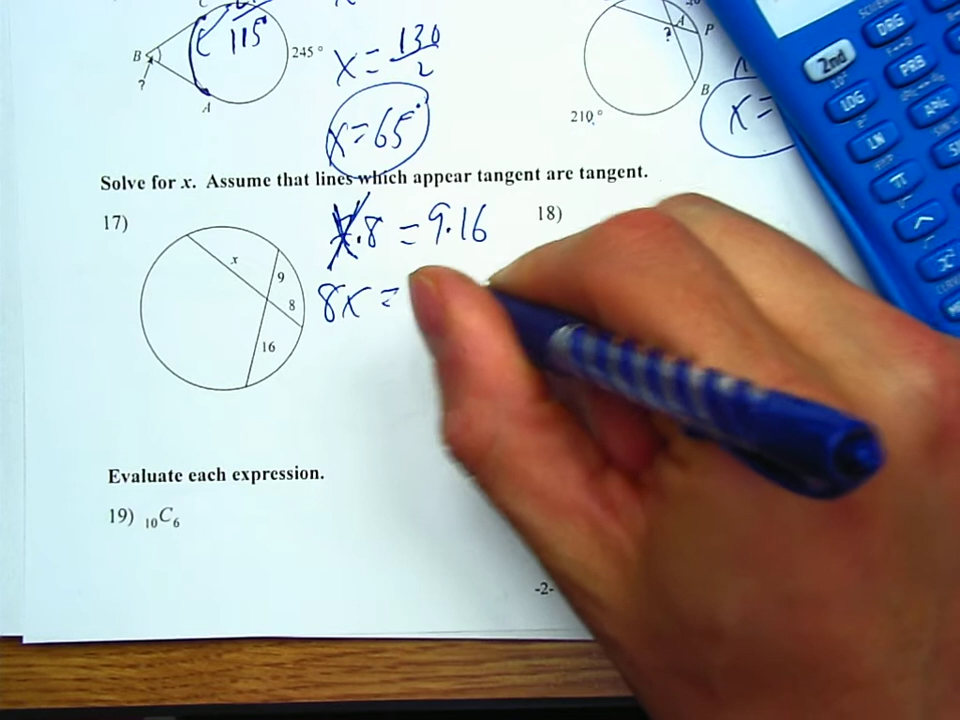 115°
245°
B
?
A
x = 130/2
x = 65°
A
P
?
B
210°
x =
2nd
DRG
PRB
LOG
LN
π
^
Solve for x. Assume that lines which appear tangent are tangent.
17)
x · 8 = 9 · 16
18)
x
9
8
16
8x =
Evaluate each expression.
19) ₁₀C₆
-2-